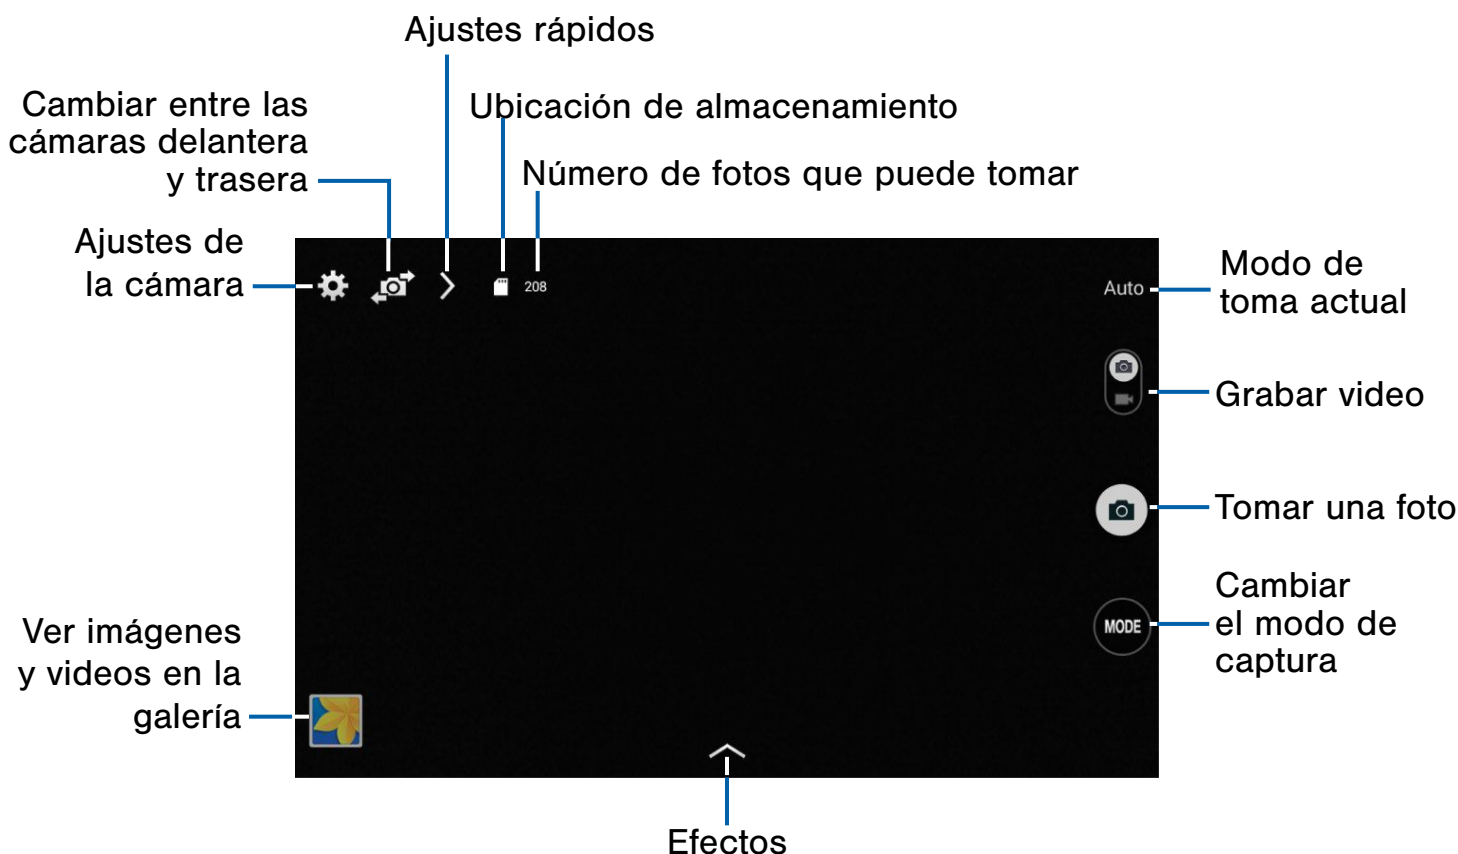 Ajustes rápidos
Cambiar entre las
cámaras delantera
y trasera
Ubicación de almacenamiento
Número de fotos que puede tomar
Ajustes de
la cámara
208
Auto
Modo de
toma actual
Grabar video
Tomar una foto
MODE
Cambiar
el modo de
captura
Ver imágenes
y videos en la
galería
Efectos